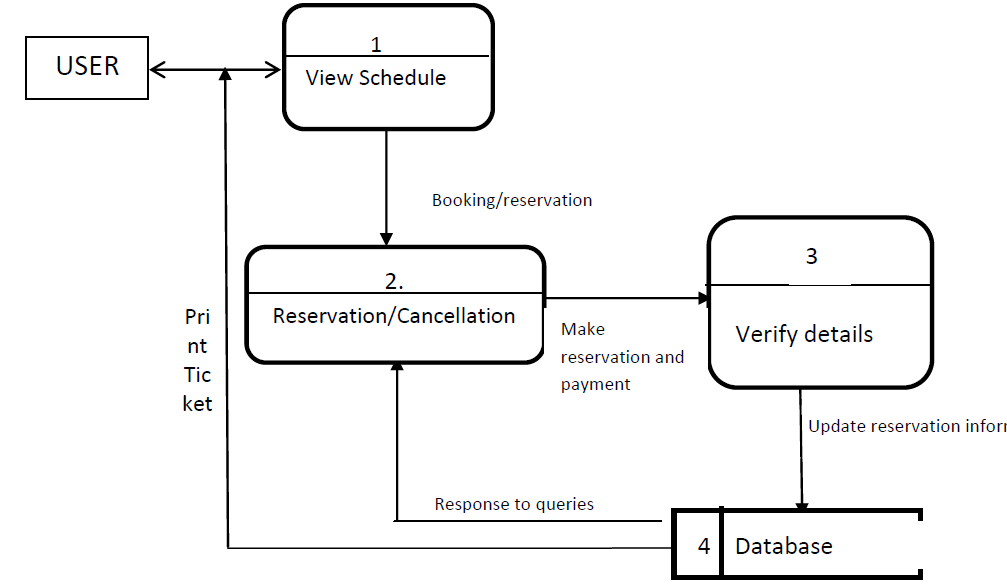 1
USER
View Schedule
Booking/reservation
3
2.
Reservation/Cancellation
Pri
nt
Tic
ket
Make
reservation and
payment
Verify details
Update reservation infor
Response to queries
4
Database